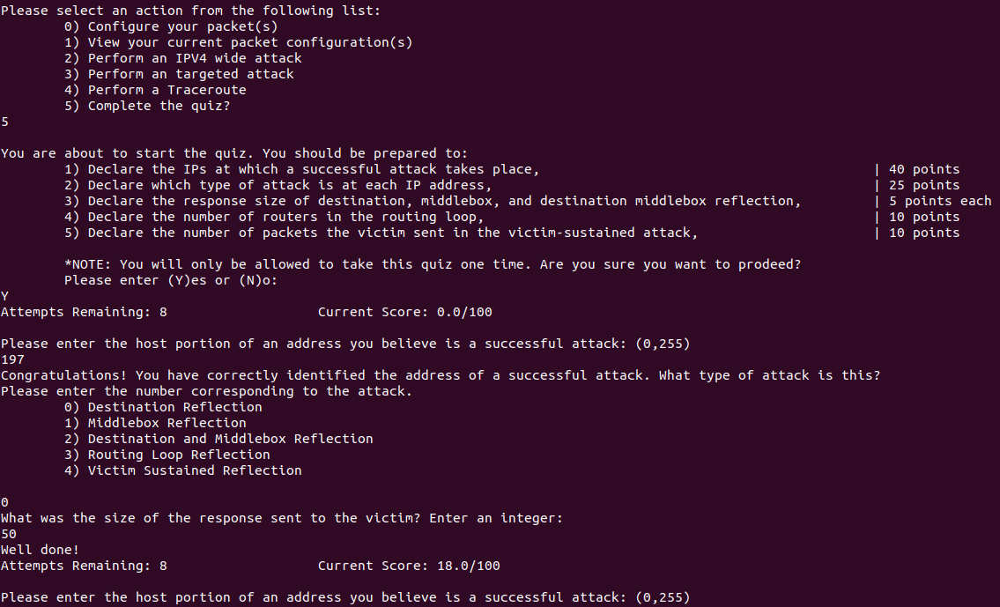 Please select an action from the following list:
0) Configure your packet(s)
1) View your current packet configuration(s)
2) Perform an IPV4 wide attack
3) Perform an targeted attack
4) Perform a Traceroute
5) Complete the quiz?
5
You are about to start the quiz. You should be prepared to:
1) Declare the IPs at which a successful attack takes place, | 40 points
2) Declare which type of attack is at each IP address, | 25 points
3) Declare the response size of destination, middlebox, and destination middlebox reflection, | 5 points each
4) Declare the number of routers in the routing loop, | 10 points
5) Declare the number of packets the victim sent in the victim-sustained attack, | 10 points
*NOTE: You will only be allowed to take this quiz one time. Are you sure you want to prodeed?
Please enter (Y)es or (N)o:
Y
Attempts Remaining: 8 Current Score: 0.0/100
Please enter the host portion of an address you believe is a successful attack: (0,255)
197
Congratulations! You have correctly identified the address of a successful attack. What type of attack is this?
Please enter the number corresponding to the attack.
0) Destination Reflection
1) Middlebox Reflection
2) Destination and Middlebox Reflection
3) Routing Loop Reflection
4) Victim Sustained Reflection
0
What was the size of the response sent to the victim? Enter an integer:
50
Well done!
Attempts Remaining: 8 Current Score: 18.0/100
Please enter the host portion of an address you believe is a successful attack: (0,255)